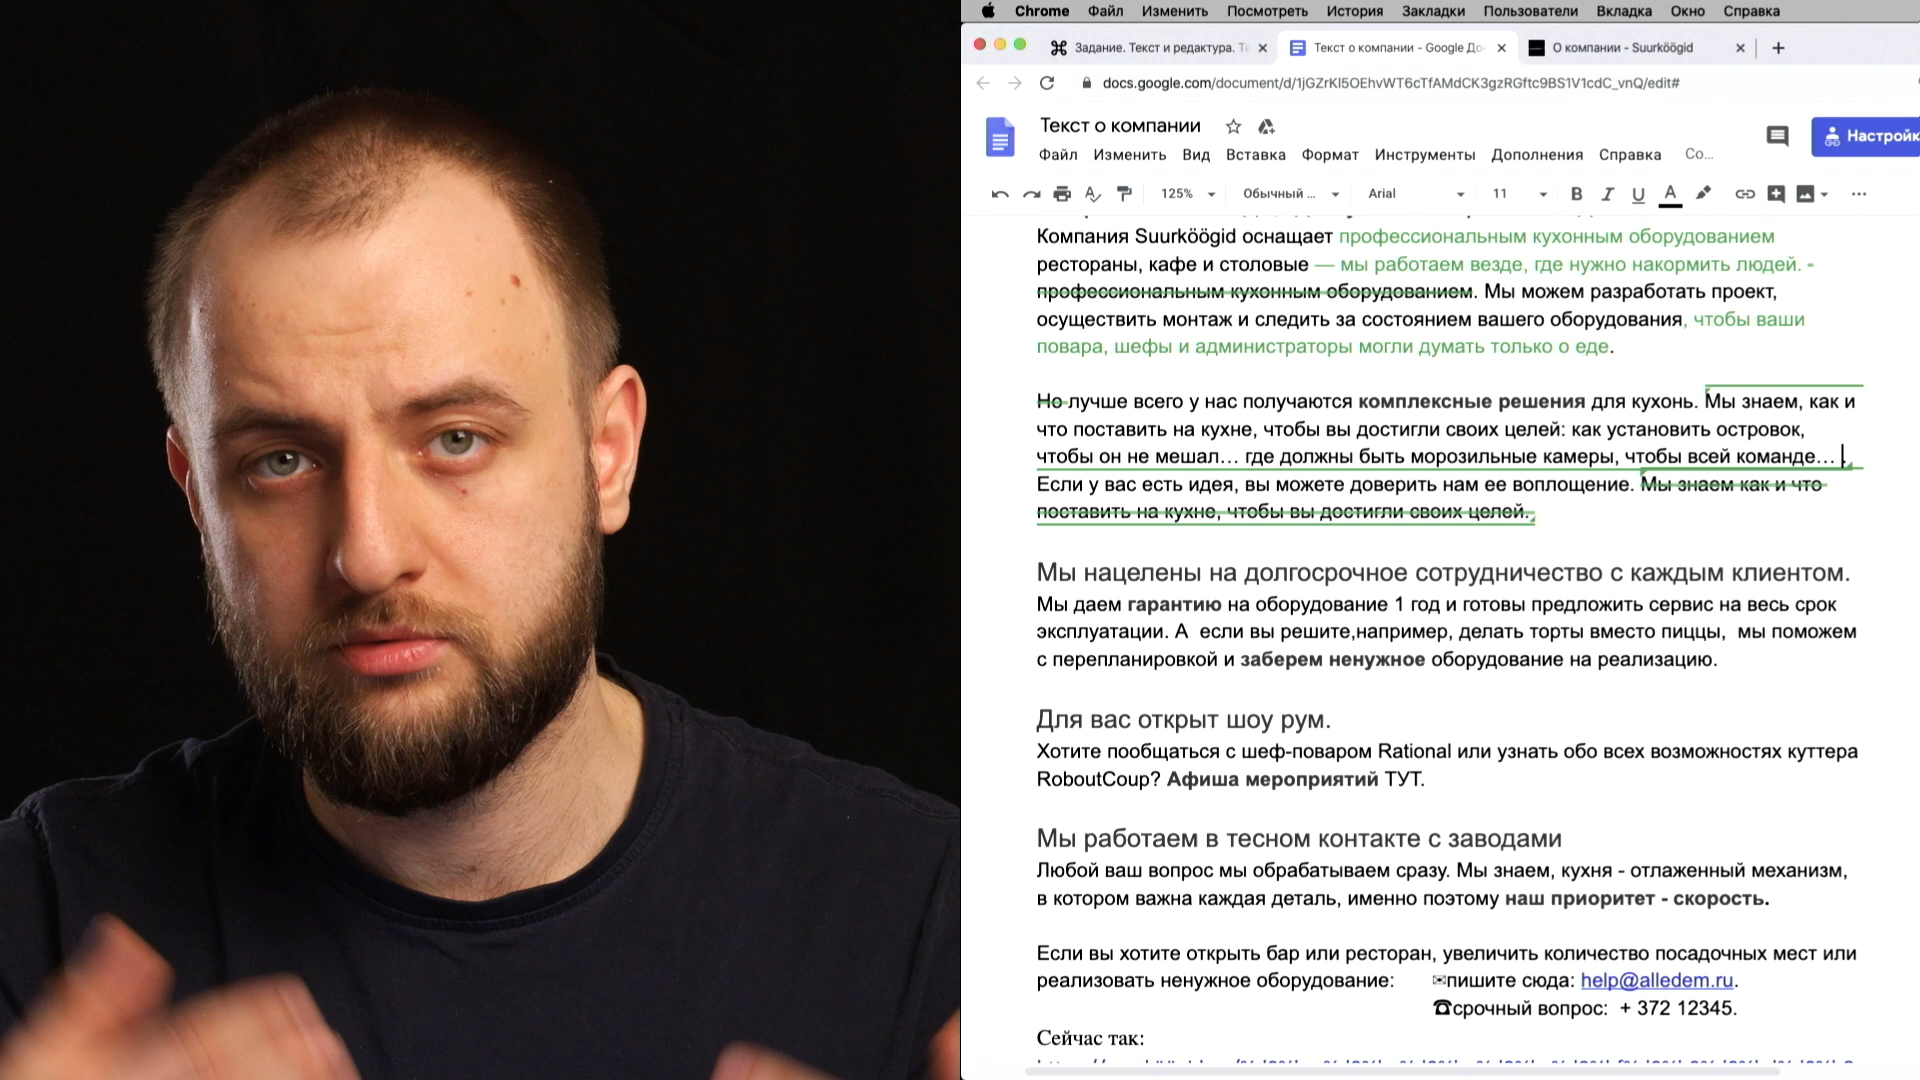 Chrome Файл Изменить Посмотреть История Закладки Пользователи Вкладка Окно Справка
Задание. Текст и редактура. Текст о компании - Google До О компании - Suurköögid
docs.google.com/document/d/1jGZrKl5OEhvWT6cTfAMdCK3gzRGftc9BS1V1cdC_vnQ/edit#
Текст о компании
Настройк
Файл Изменить Вид Вставка Формат Инструменты Дополнения Справка Со...
125% Обычный ... Arial 11 B I U A
Компания Suurköögid оснащает профессиональным кухонным оборудованием
рестораны, кафе и столовые — мы работаем везде, где нужно накормить людей. -
профессиональным кухонным оборудованием. Мы можем разработать проект,
осуществить монтаж и следить за состоянием вашего оборудования, чтобы ваши
повара, шефы и администраторы могли думать только о еде.
Но лучше всего у нас получаются комплексные решения для кухонь. Мы знаем, как и
что поставить на кухне, чтобы вы достигли своих целей: как установить островок,
чтобы он не мешал… где должны быть морозильные камеры, чтобы всей команде… .
Если у вас есть идея, вы можете доверить нам ее воплощение. Мы знаем как и что
поставить на кухне, чтобы вы достигли своих целей.
Мы нацелены на долгосрочное сотрудничество с каждым клиентом.
Мы даем гарантию на оборудование 1 год и готовы предложить сервис на весь срок
эксплуатации. А если вы решите,например, делать торты вместо пиццы, мы поможем
с перепланировкой и заберем ненужное оборудование на реализацию.
Для вас открыт шоу рум.
Хотите пообщаться с шеф-поваром Rational или узнать обо всех возможностях куттера
RoboutCoup? Афиша мероприятий ТУТ.
Мы работаем в тесном контакте с заводами
Любой ваш вопрос мы обрабатываем сразу. Мы знаем, кухня - отлаженный механизм,
в котором важна каждая деталь, именно поэтому наш приоритет - скорость.
Если вы хотите открыть бар или ресторан, увеличить количество посадочных мест или
реализовать ненужное оборудование: ✉пишите сюда: help@alledem.ru.
☎срочный вопрос: + 372 12345.
Сейчас так: